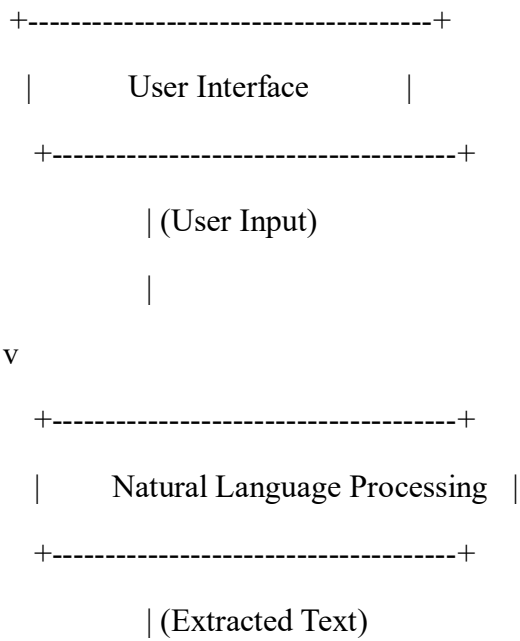 +--------------------------------------+
| User Interface |
+--------------------------------------+
| (User Input)
|
v
+--------------------------------------+
| Natural Language Processing |
+--------------------------------------+
| (Extracted Text)